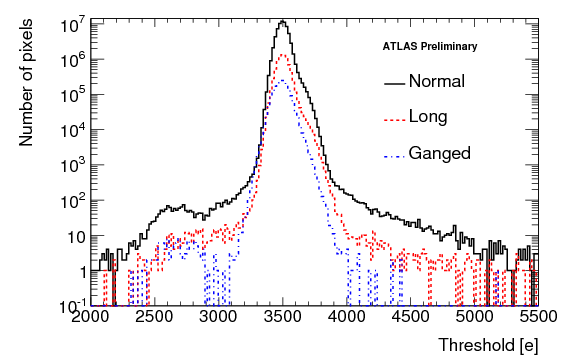 Number of pixels
10^7
10^6
10^5
10^4
10^3
10^2
10
1
10^-1
ATLAS Preliminary
Normal
Long
Ganged
2000 2500 3000 3500 4000 4500 5000 5500
Threshold [e]